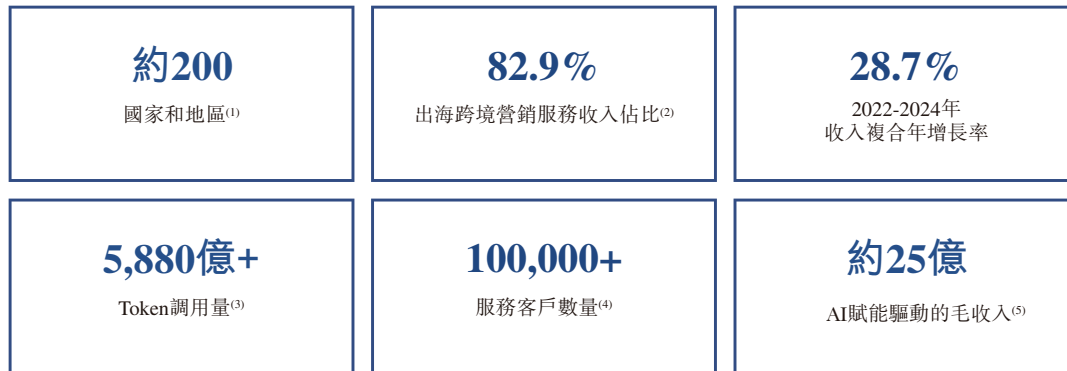 約200
國家和地區(1)
82.9%
出海跨境營銷服務收入佔比(2)
28.7%
2022-2024年
收入複合年增長率
5,880億+
Token調用量(3)
100,000+
服務客戶數量(4)
約25億
AI賦能驅動的毛收入(5)